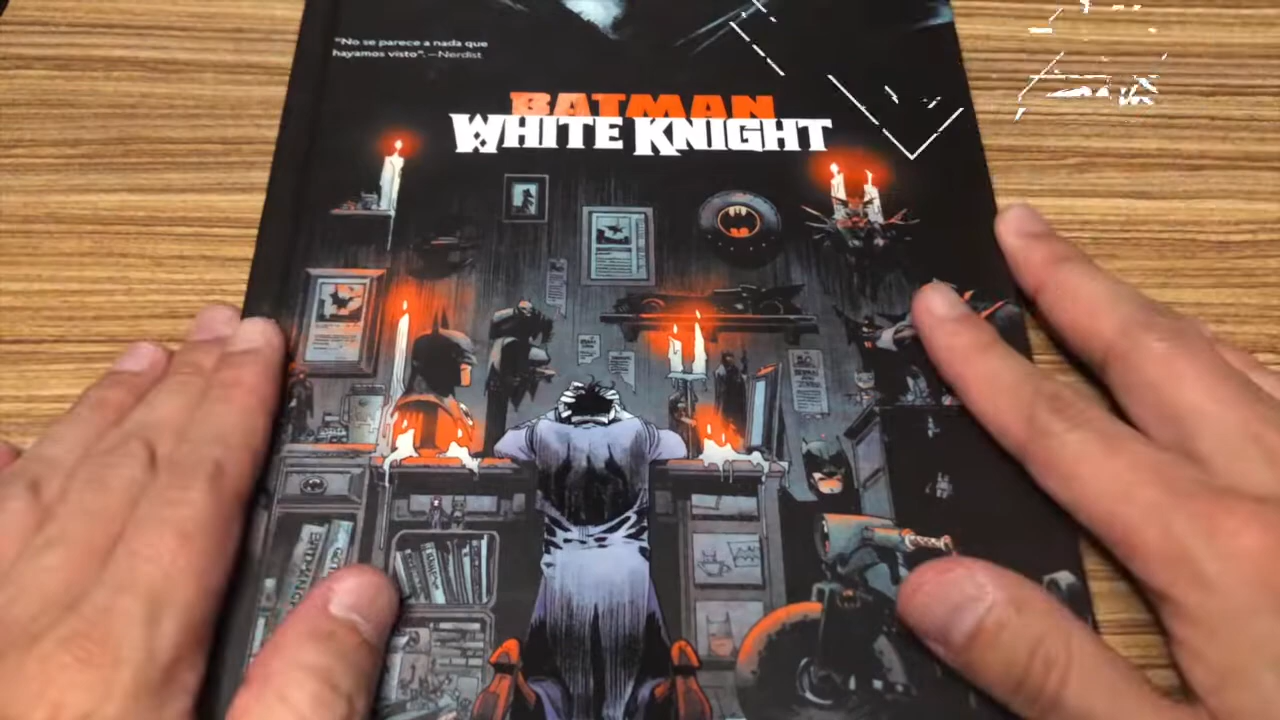 "No se parece a nada que
hayamos visto". —Nerdist
BATMAN
WHITE KNIGHT